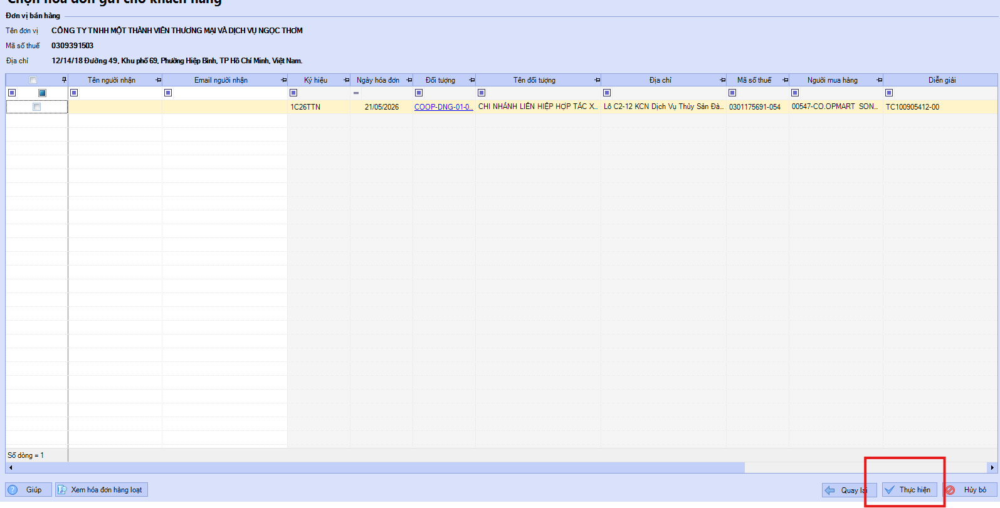 Chọn hóa đơn gửi cho khách hàng
Đơn vị bán hàng
Tên đơn vị CÔNG TY TNHH MỘT THÀNH VIÊN THƯƠNG MẠI VÀ DỊCH VỤ NGỌC THƠM
Mã số thuế 0309391503
Địa chỉ 12/14/18 Đường 49, Khu phố 69, Phường Hiệp Bình, TP Hồ Chí Minh, Việt Nam.
Tên người nhận Email người nhận Ký hiệu Ngày hóa đơn Đối tượng Tên đối tượng Địa chỉ Mã số thuế Người mua hàng Diễn giải
=
1C26TTN 21/05/2026 COOP-DNG-01-0... CHI NHÁNH LIÊN HIỆP HỢP TÁC X... Lô C2-12 KCN Dịch Vụ Thủy Sản Đà... 0301175691-054 00547-CO.OPMART SON... TC100905412-00
Số dòng = 1
Giúp Xem hóa đơn hàng loạt Quay lại Thực hiện Hủy bỏ